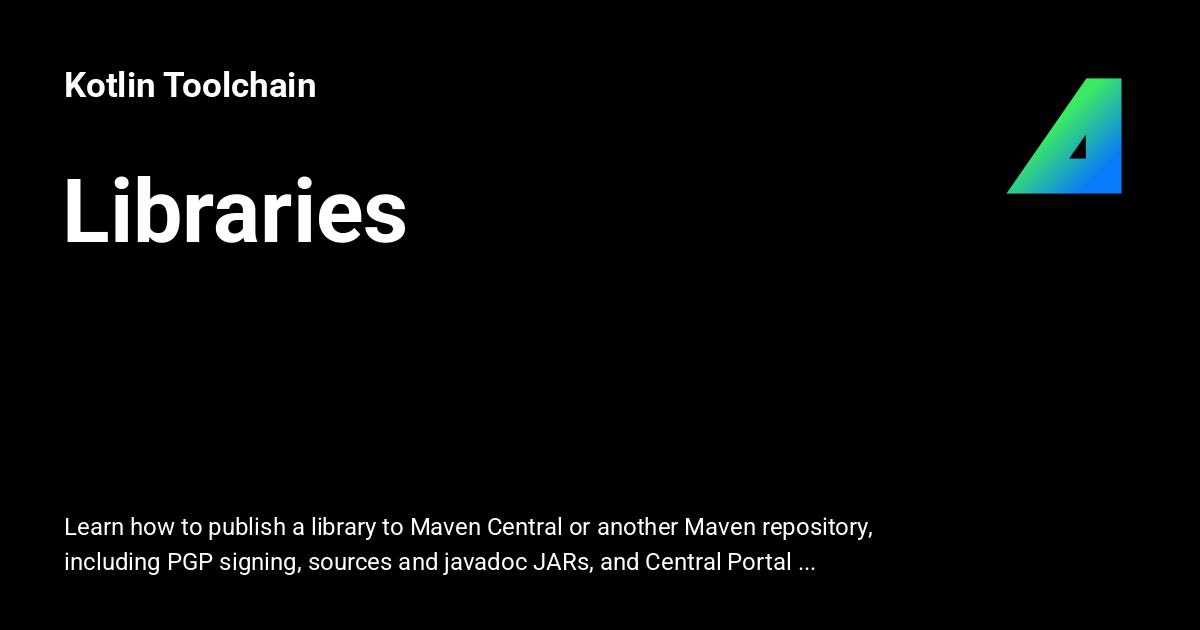 Kotlin Toolchain
Libraries
Learn how to publish a library to Maven Central or another Maven repository,
including PGP signing, sources and javadoc JARs, and Central Portal ...